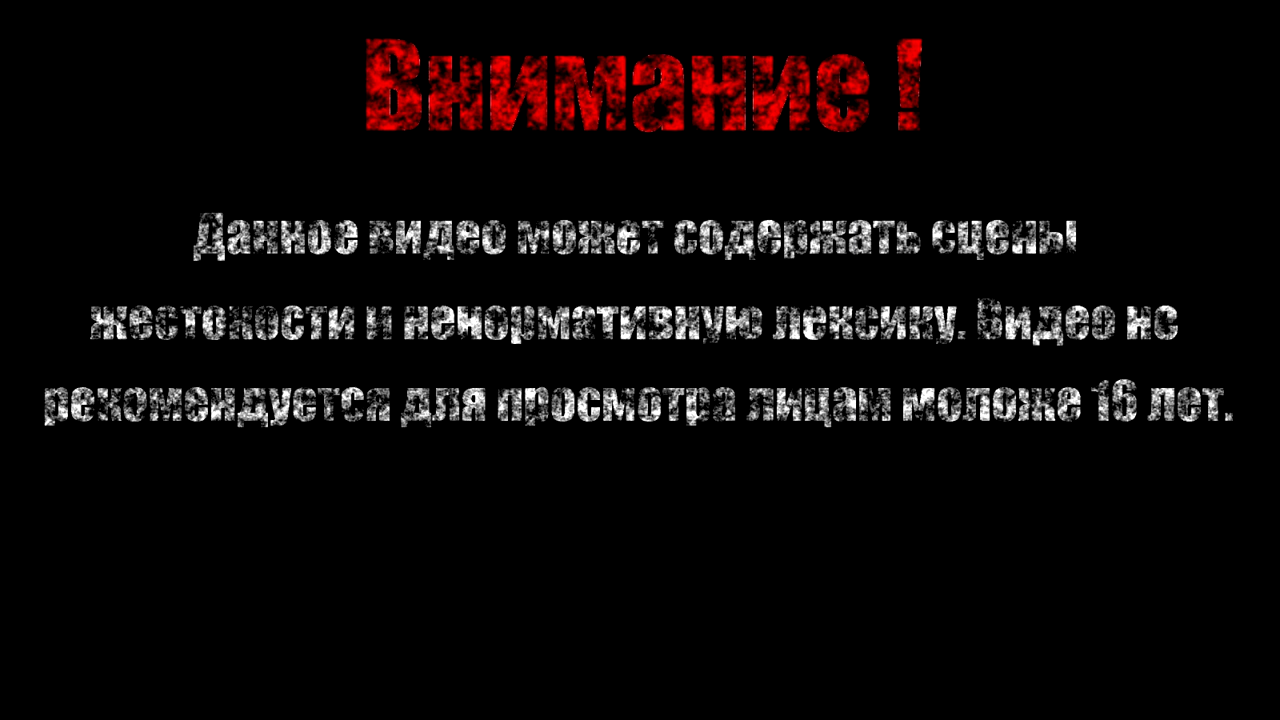 Внимание !
Данное видео может содержать сцены
жестокости и ненормативную лексику. Видео не
рекомендуется для просмотра лицам моложе 16 лет.